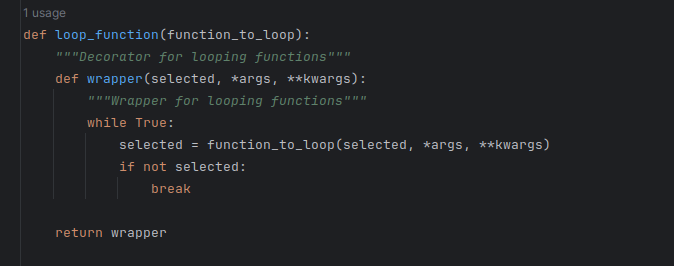 1 usage
def loop_function(function_to_loop):
    """Decorator for looping functions"""
    def wrapper(selected, *args, **kwargs):
        """Wrapper for looping functions"""
        while True:
            selected = function_to_loop(selected, *args, **kwargs)
            if not selected:
                break
    return wrapper